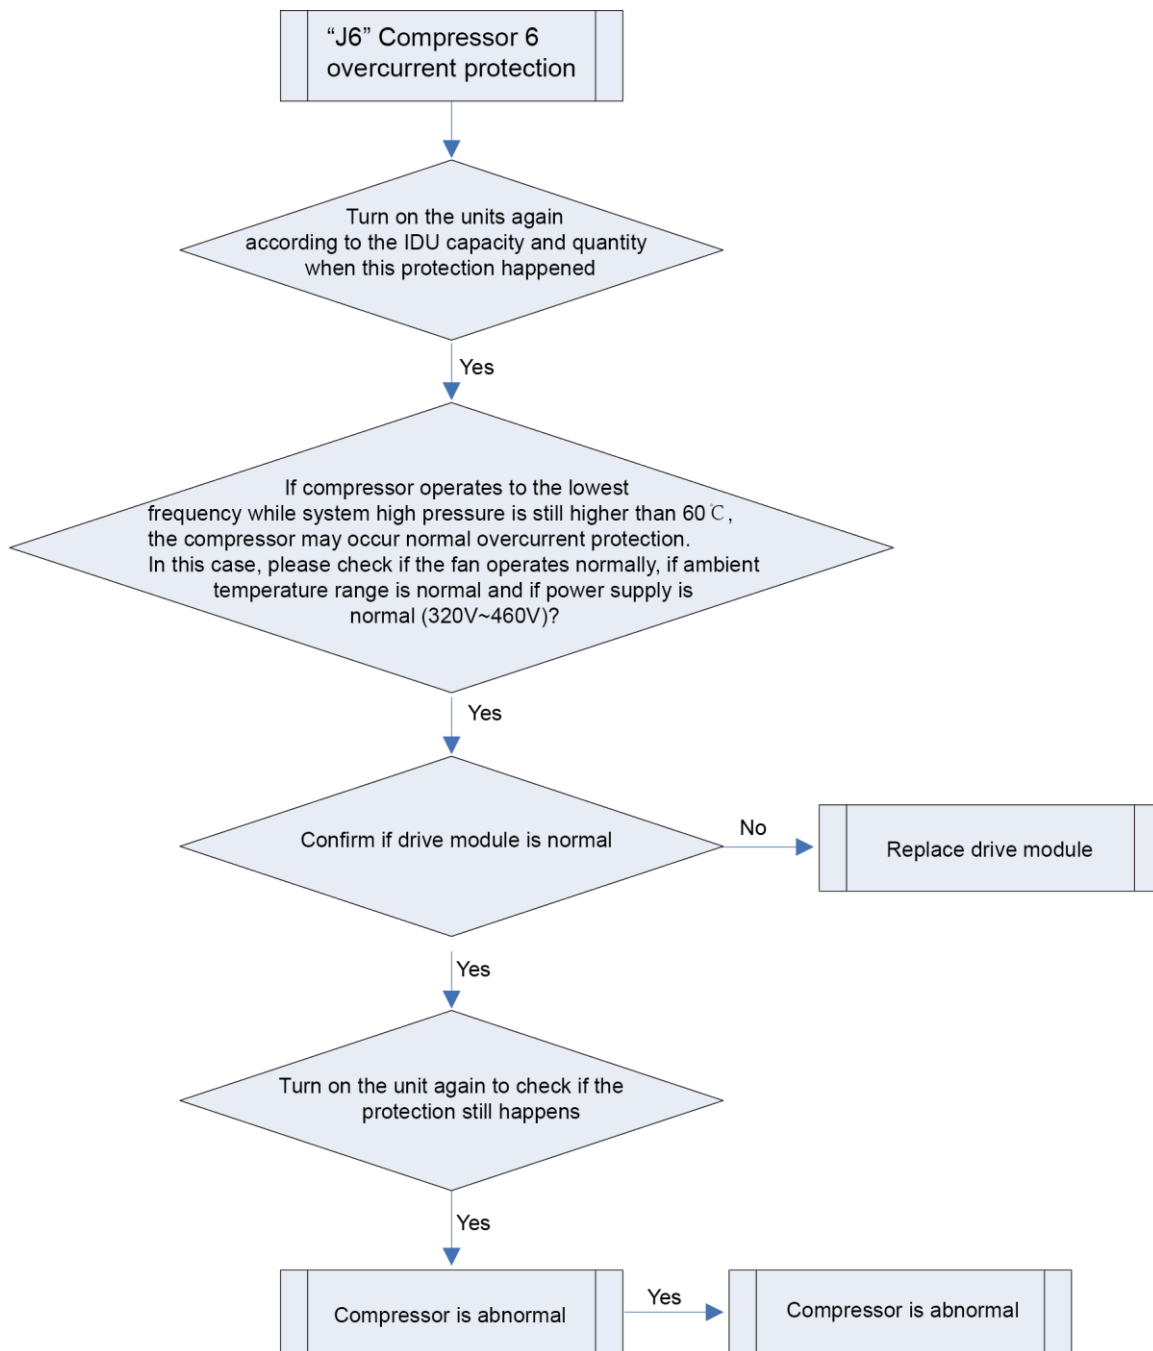 “J6” Compressor 6
overcurrent protection
Turn on the units again
according to the IDU capacity and quantity
when this protection happened
Yes
If compressor operates to the lowest
frequency while system high pressure is still higher than 60℃,
the compressor may occur normal overcurrent protection.
In this case, please check if the fan operates normally, if ambient
temperature range is normal and if power supply is
normal (320V~460V)?
Yes
Confirm if drive module is normal
No
Replace drive module
Yes
Turn on the unit again to check if the
protection still happens
Yes
Compressor is abnormal
Yes
Compressor is abnormal